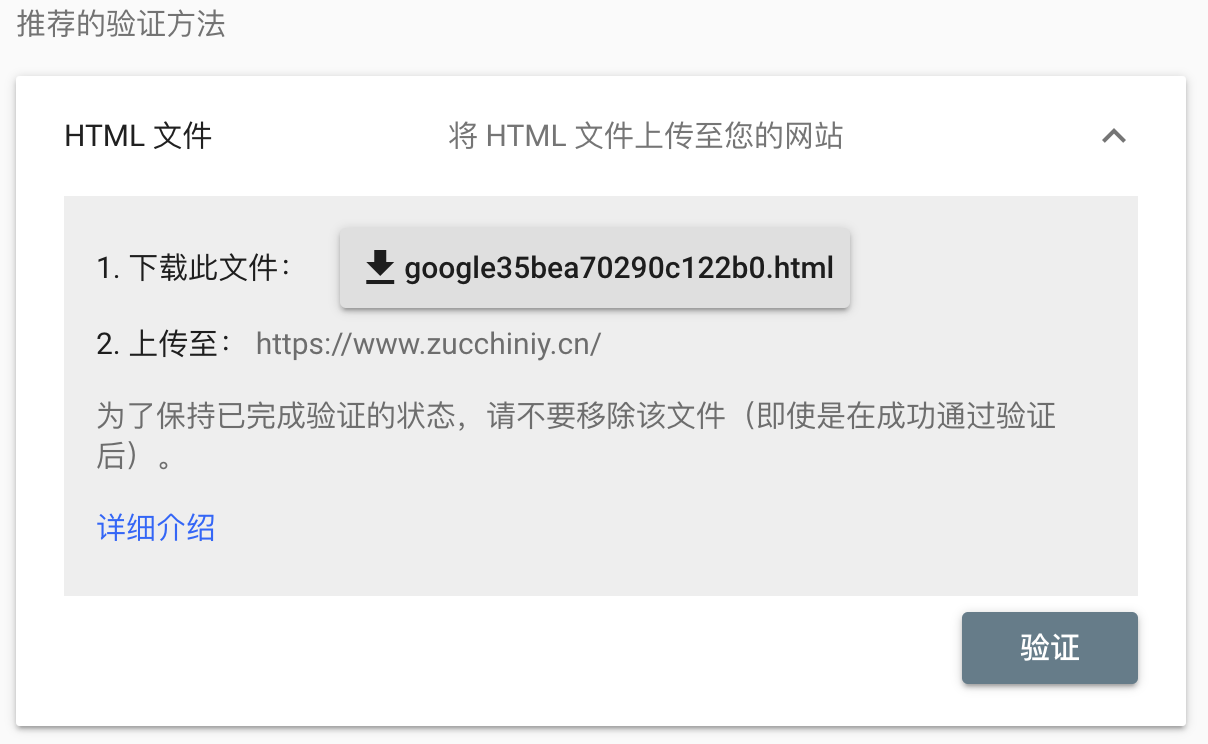 推荐的验证方法
HTML 文件
将 HTML 文件上传至您的网站
1. 下载此文件：
google35bea70290c122b0.html
2. 上传至： https://www.zucchiniy.cn/
为了保持已完成验证的状态，请不要移除该文件（即使是在成功通过验证
后）。
详细介绍
验证